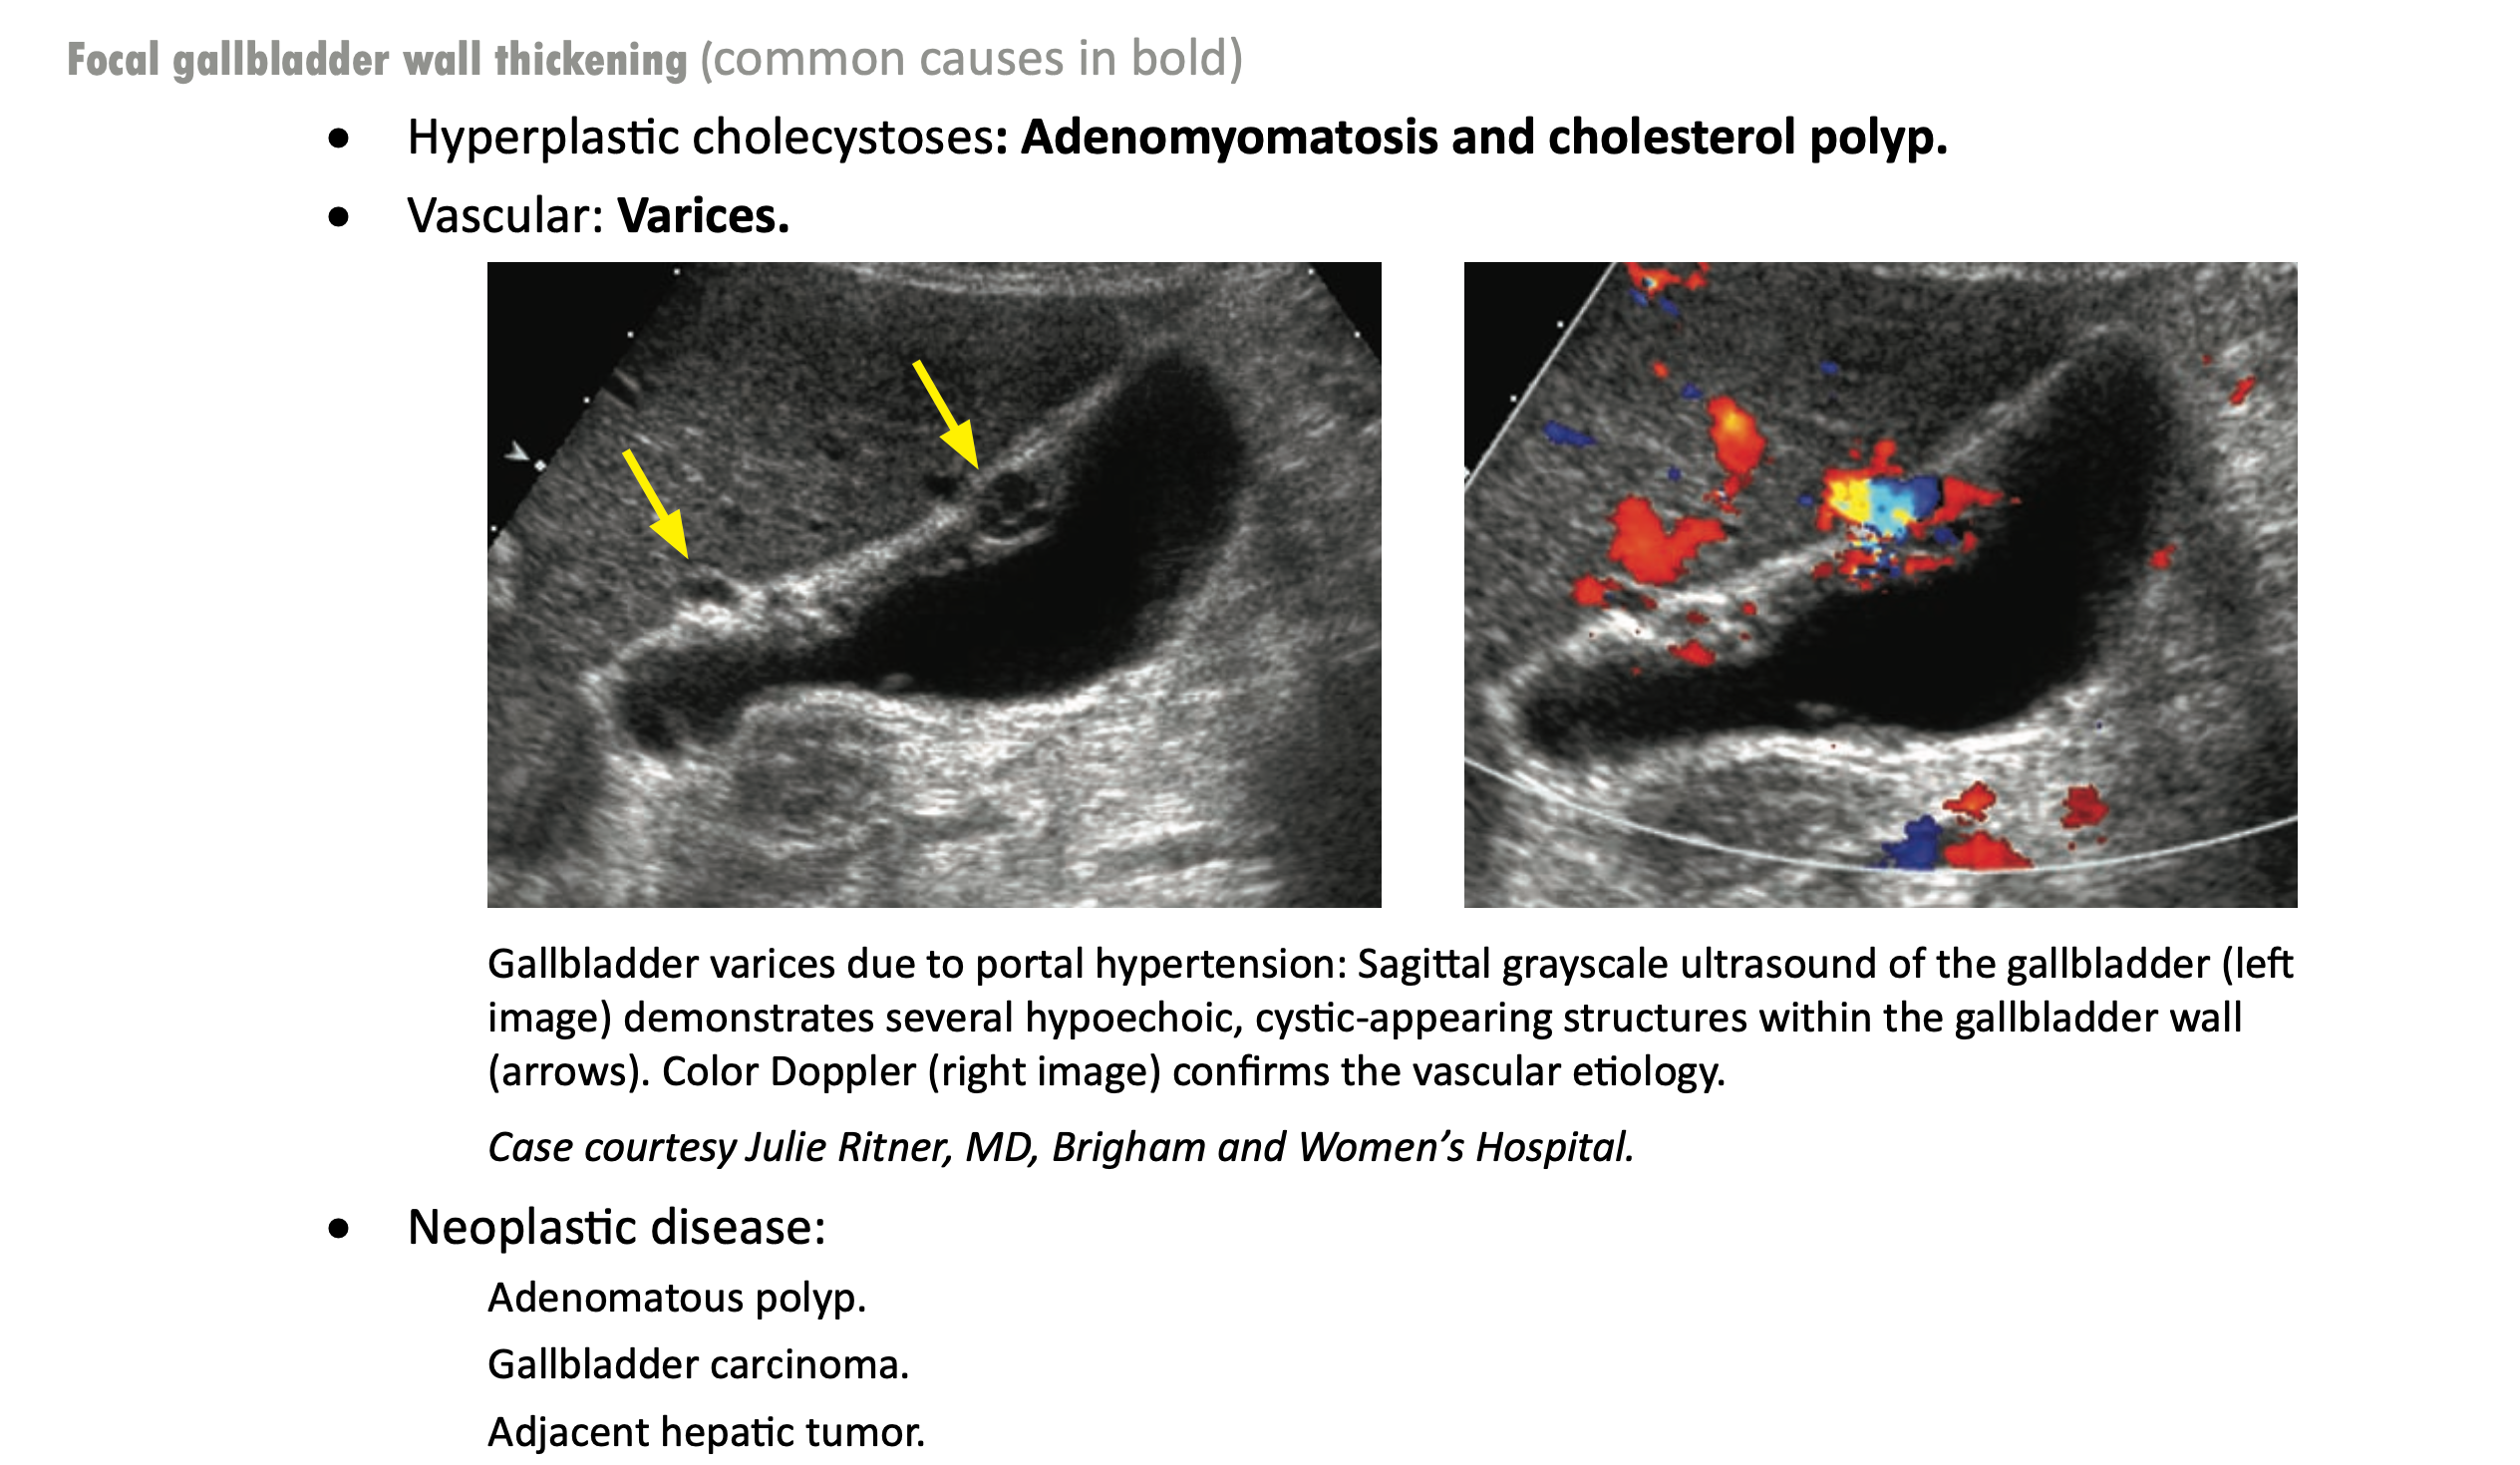 Focal gallbladder wall thickening (common causes in bold)
• Hyperplastic cholecystoses: Adenomyomatosis and cholesterol polyp.
• Vascular: Varices.
Gallbladder varices due to portal hypertension: Sagittal grayscale ultrasound of the gallbladder (left
image) demonstrates several hypoechoic, cystic-appearing structures within the gallbladder wall
(arrows). Color Doppler (right image) confirms the vascular etiology.
Case courtesy Julie Ritner, MD, Brigham and Women’s Hospital.
• Neoplastic disease:
Adenomatous polyp.
Gallbladder carcinoma.
Adjacent hepatic tumor.